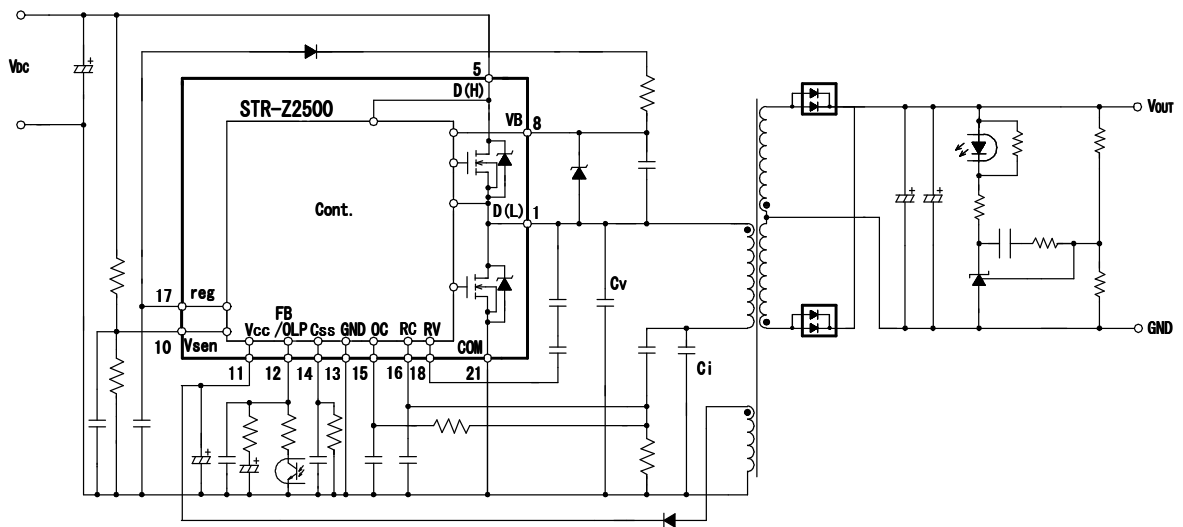 VDC
STR-Z2500
5
D(H)
VB
8
Cont.
D(L)
1
Cv
VOUT
GND
17
reg
10
Vsen
Vcc
FB
/OLP
Css
GND
OC
RC
RV
COM
11
12
14
13
15
16
18
21
Ci